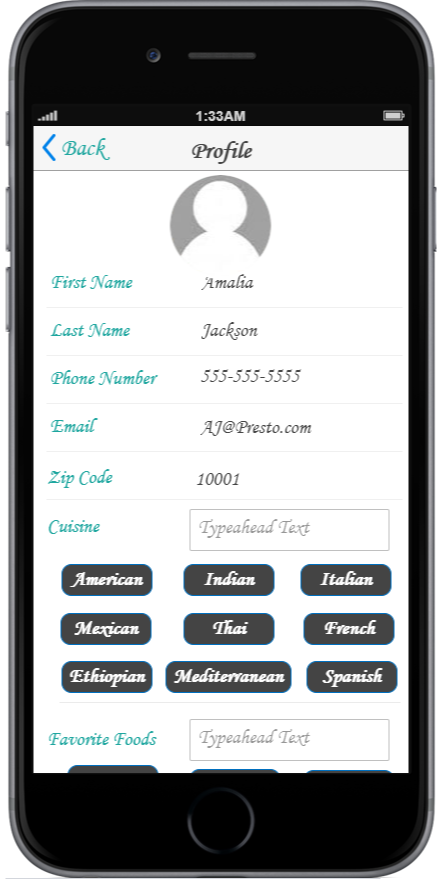 1:33AM
Back Profile
First Name Amalia
Last Name Jackson
Phone Number 555-555-5555
Email AJ@Presto.com
Zip Code 10001
Cuisine Typeahead Text
American Indian Italian
Mexican Thai French
Ethiopian Mediterranean Spanish
Favorite Foods Typeahead Text